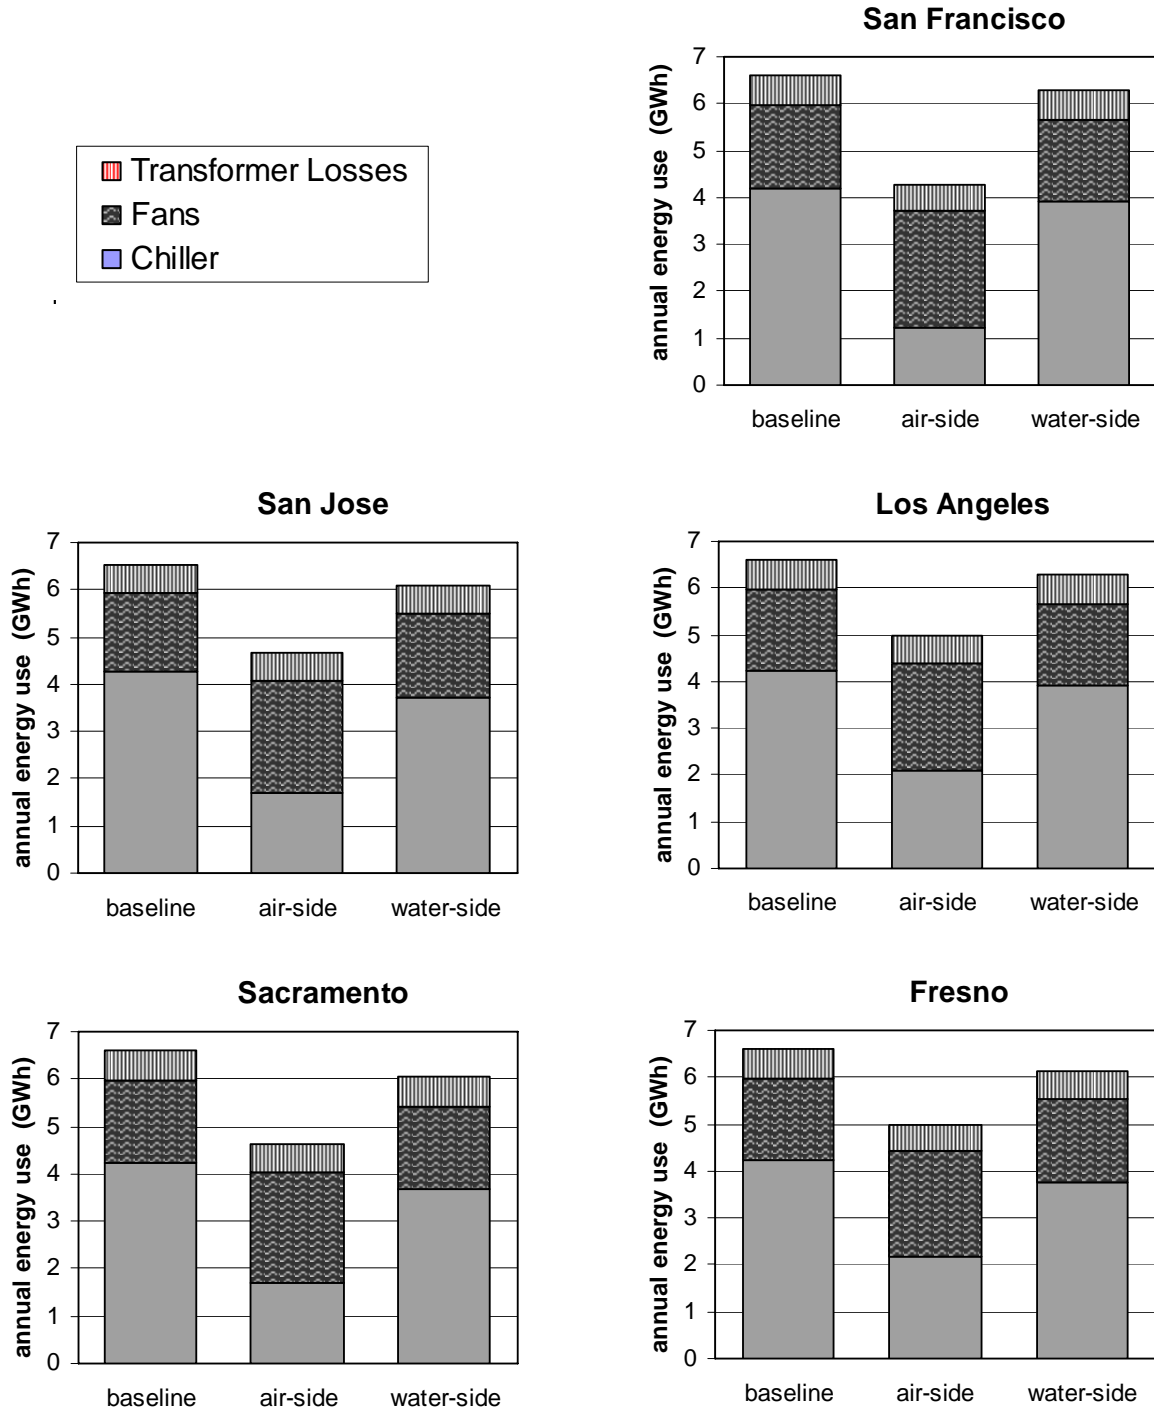 San Francisco
annual energy use (GWh)
7
6
5
4
3
2
1
0
baseline air-side water-side
Transformer Losses
Fans
Chiller
San Jose
annual energy use (GWh)
7
6
5
4
3
2
1
0
baseline air-side water-side
Los Angeles
annual energy use (GWh)
7
6
5
4
3
2
1
0
baseline air-side water-side
Sacramento
annual energy use (GWh)
7
6
5
4
3
2
1
0
baseline air-side water-side
Fresno
annual energy use (GWh)
7
6
5
4
3
2
1
0
baseline air-side water-side